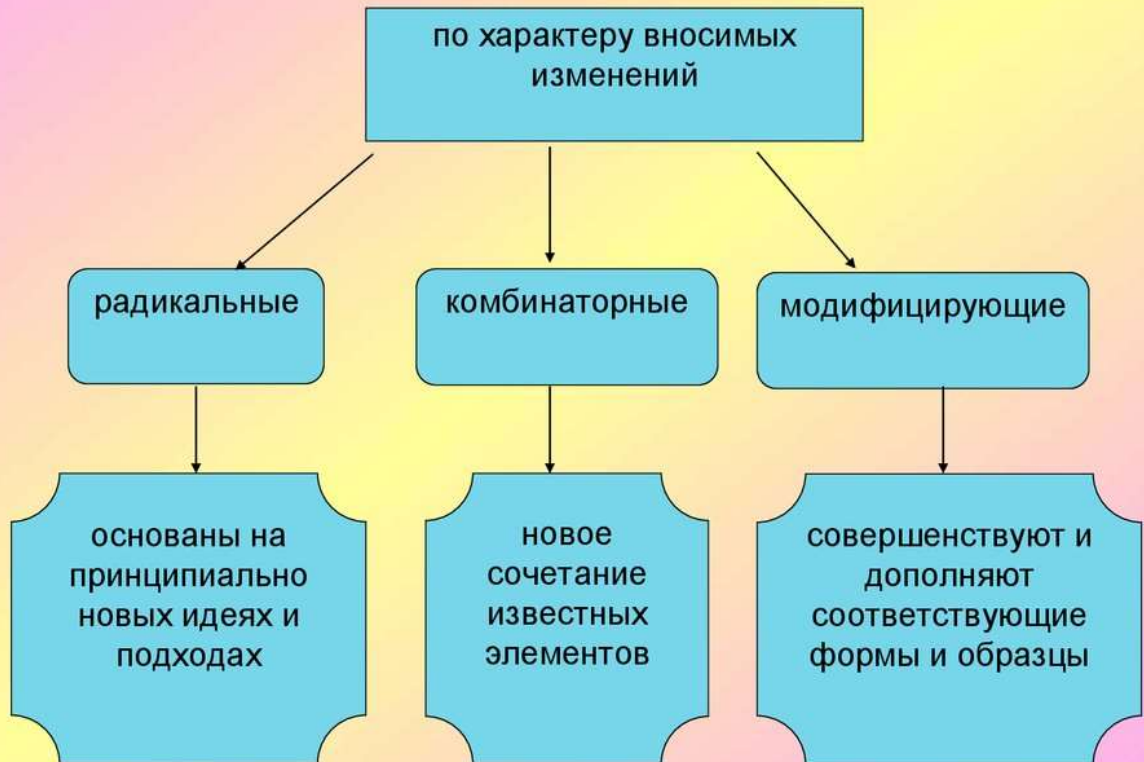 по характеру вносимых
изменений
радикальные
комбинаторные
модифицирующие
основаны на
принципиально
новых идеях и
подходах
новое
сочетание
известных
элементов
совершенствуют и
дополняют
соответствующие
формы и образцы